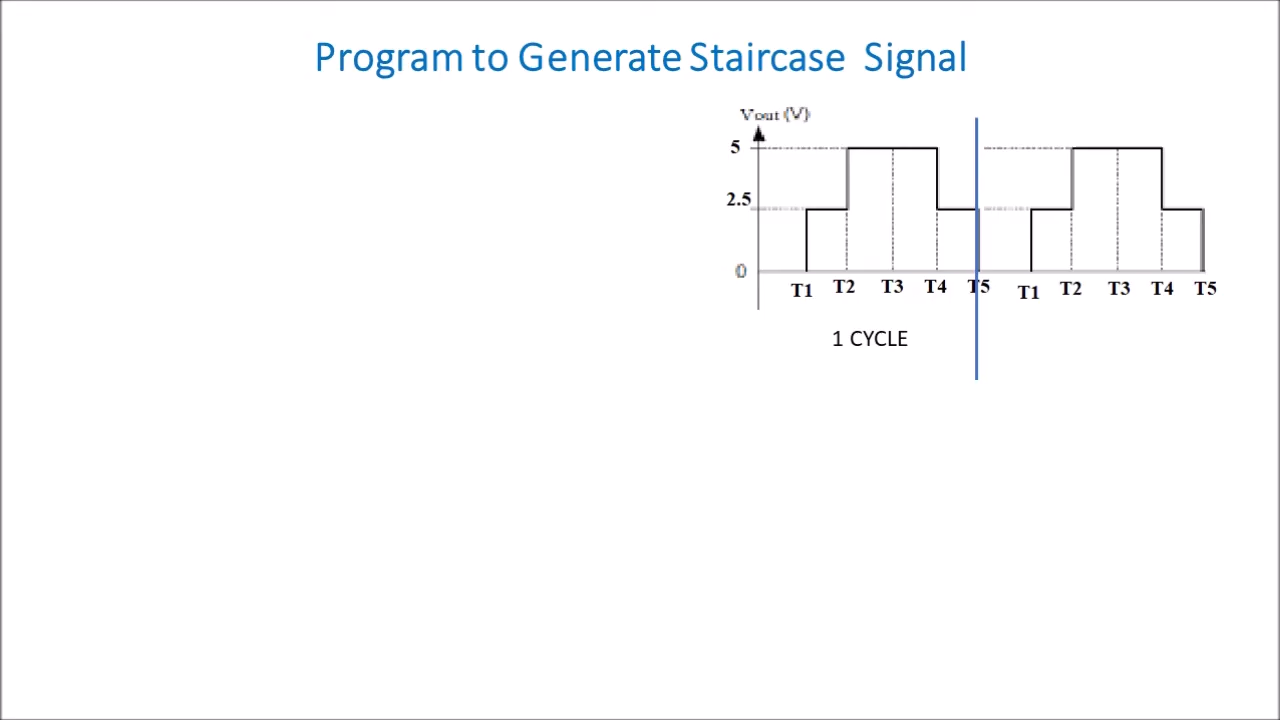 Program to Generate Staircase Signal
Vout (V)
5
2.5
0
T1 T2 T3 T4 T5 T1 T2 T3 T4 T5
1 CYCLE